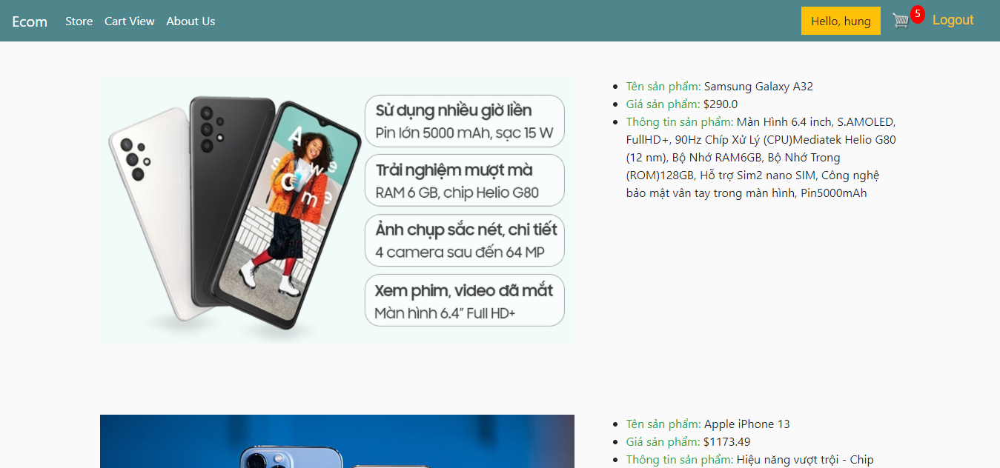 Ecom Store Cart View About Us Hello, hung 5 Logout
Sử dụng nhiều giờ liền
Pin lớn 5000 mAh, sạc 15 W
Trải nghiệm mượt mà
RAM 6 GB, chip Helio G80
Ảnh chụp sắc nét, chi tiết
4 camera sau đến 64 MP
Xem phim, video đã mắt
Màn hình 6.4” Full HD+
Awesome
Tên sản phẩm: Samsung Galaxy A32
Giá sản phẩm: $290.0
Thông tin sản phẩm: Màn Hình 6.4 inch, S.AMOLED,
FullHD+, 90Hz Chíp Xử Lý (CPU)Mediatek Helio G80
(12 nm), Bộ Nhớ RAM6GB, Bộ Nhớ Trong
(ROM)128GB, Hỗ trợ Sim2 nano SIM, Công nghệ
bảo mật vân tay trong màn hình, Pin5000mAh
Tên sản phẩm: Apple iPhone 13
Giá sản phẩm: $1173.49
Thông tin sản phẩm: Hiệu năng vượt trội - Chip